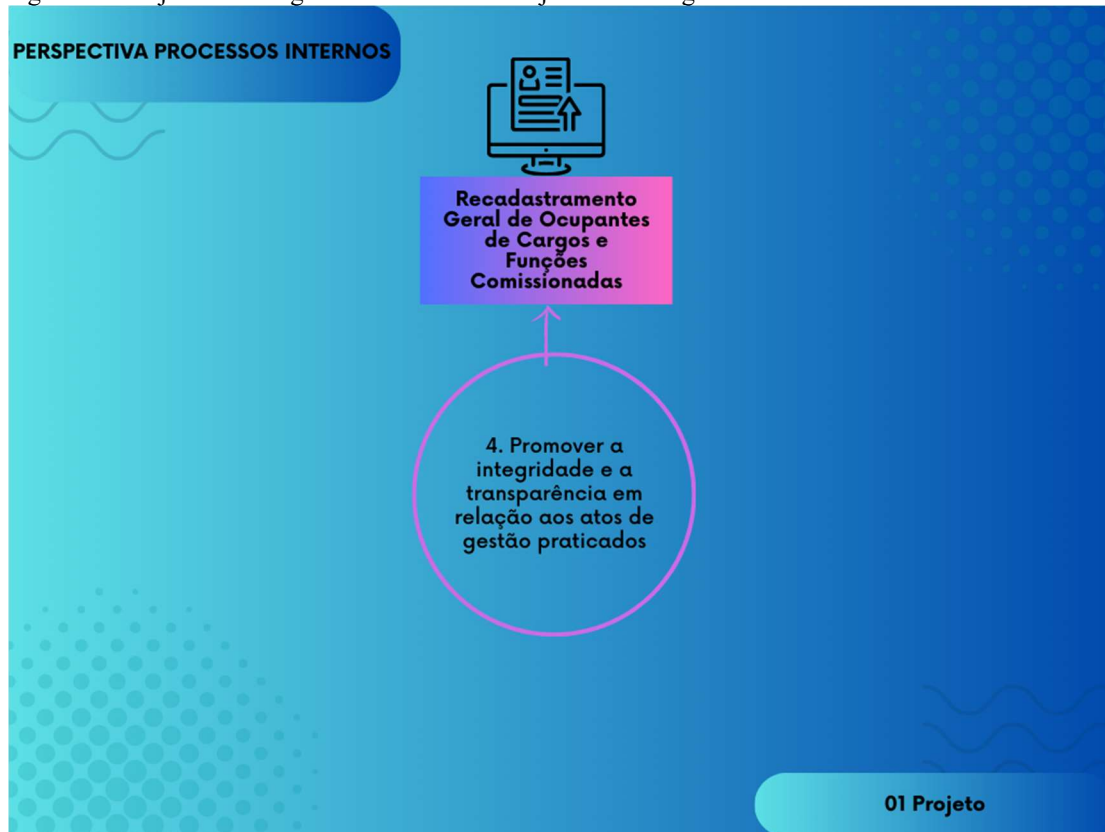 PERSPECTIVA PROCESSOS INTERNOS
Recadastramento
Geral de Ocupantes
de Cargos e
Funções
Comissionadas
4. Promover a
integridade e a
transparência em
relação aos atos de
gestão praticados
01 Projeto